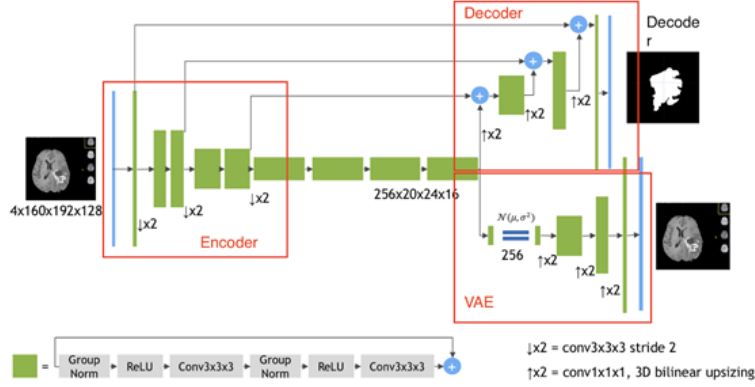 Decoder
Decode
r
↑x2
↑x2
↑x2
4x160x192x128
↓x2
↓x2
↓x2
256x20x24x16
Encoder
N(μ, σ²)
256
↑x2
↑x2
↑x2
VAE
=
Group Norm
ReLU
Conv3x3x3
Group Norm
ReLU
Conv3x3x3
↓x2 = conv3x3x3 stride 2
↑x2 = conv1x1x1, 3D bilinear upsizing